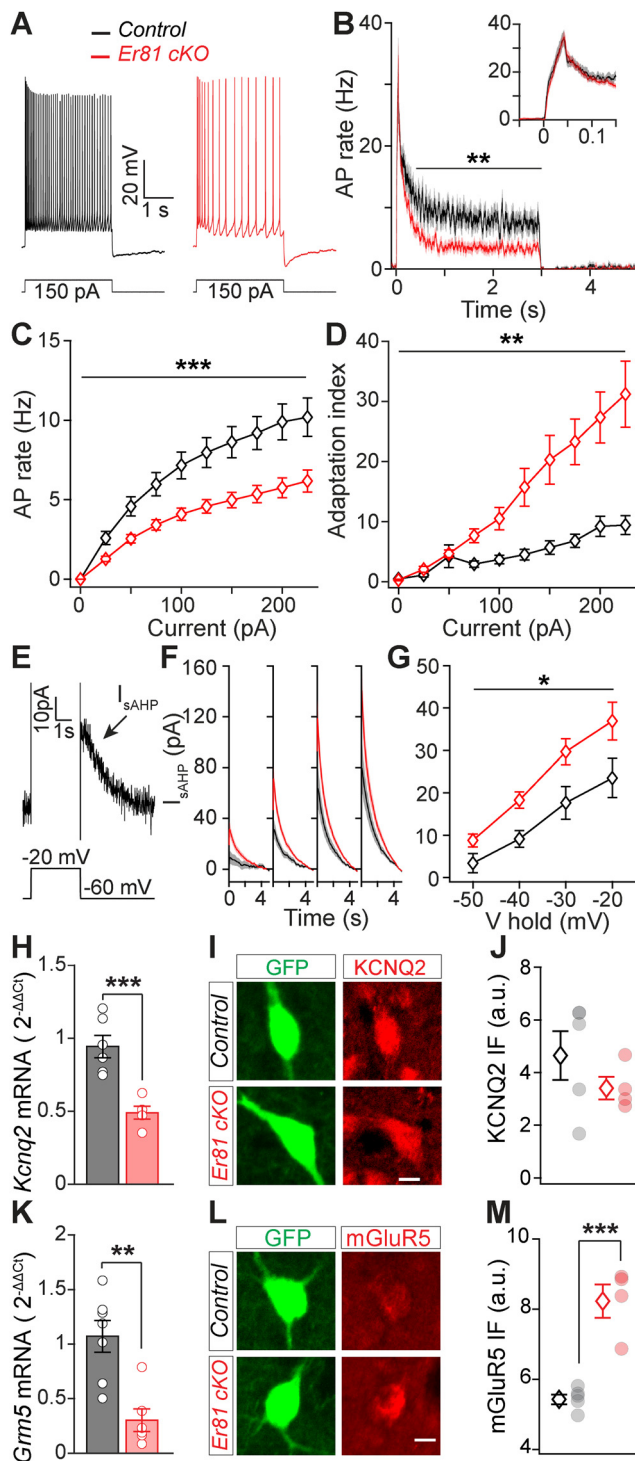 A
Control
Er81 cKO
20 mV
1 s
150 pA
150 pA
B
AP rate (Hz)
40
20
0
**
0
2
4
Time (s)
40
20
0
0
0.1
C
AP rate (Hz)
15
10
5
0
***
0
100
200
Current (pA)
D
Adaptation index
40
30
20
10
0
**
0
100
200
Current (pA)
E
10pA
1s
IsAHP
-20 mV
-60 mV
F
IsAHP (pA)
160
120
80
40
0
0 4
0 4
0 4
0 4
Time (s)
G
50
40
30
20
10
0
*
-50
-40
-30
-20
V hold (mV)
H
Kcnq2 mRNA ( 2-ΔΔCt)
1.5
1
0.5
0
***
I
GFP
KCNQ2
Control
Er81 cKO
J
KCNQ2 IF (a.u.)
8
6
4
2
0
K
Grm5 mRNA ( 2-ΔΔCt)
2
1.5
1
0.5
0
**
L
GFP
mGluR5
Control
Er81 cKO
M
mGluR5 IF (a.u.)
10
8
6
4
***